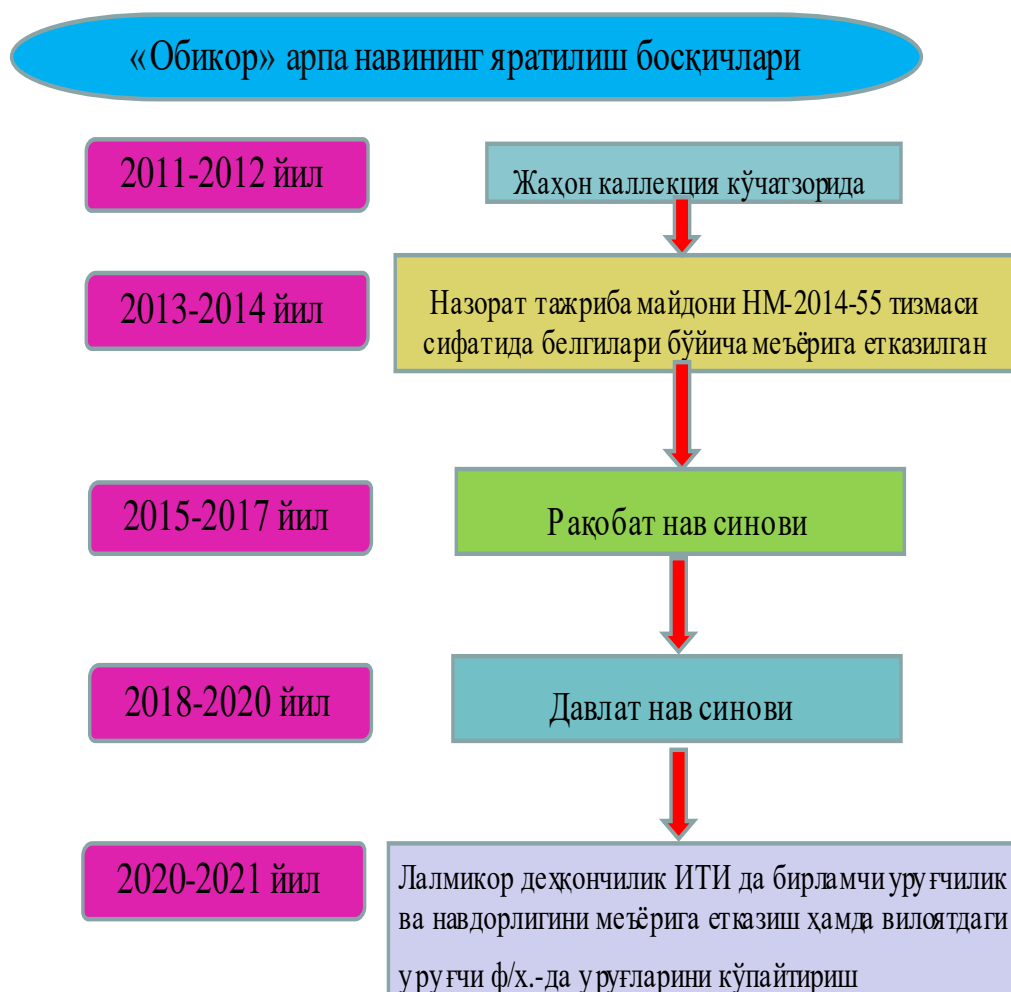 «Обикор» арпа навининг яратилиш босқичлари
2011-2012 йил
Жаҳон каллекция кўчатзорида
2013-2014 йил
Назорат тажриба майдони НМ-2014-55 тизмаси
сифатида белгилари бўйича меъёрига етказилган
2015-2017 йил
Рақобат нав синови
2018-2020 йил
Давлат нав синови
2020-2021 йил
Лалмикор деҳқончилик ИТИ да бирламчи уруғчилик
ва навдорлигини меъёрига етказиш ҳамда вилоятдаги
уруғчи ф/х.-да уруғларини кўпайтириш